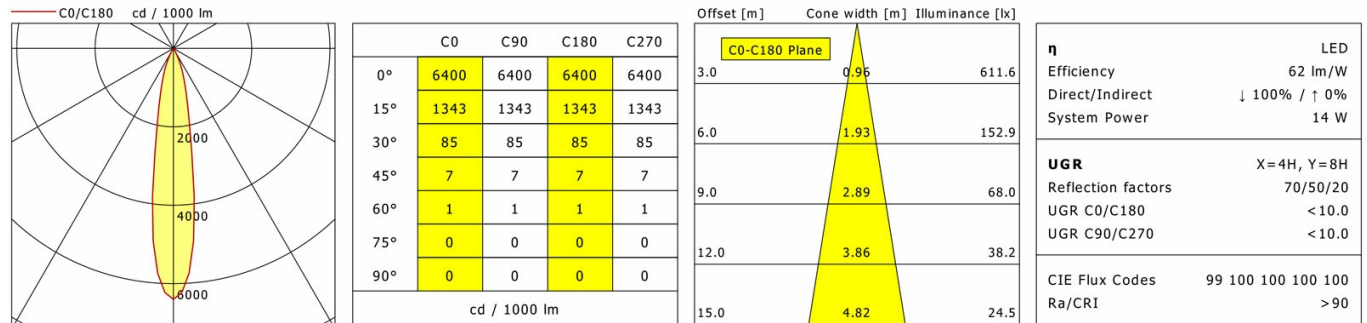 C0/C180 cd / 1000 lm
2000
4000
6000
C0 C90 C180 C270
0° 6400 6400 6400 6400
15° 1343 1343 1343 1343
30° 85 85 85 85
45° 7 7 7 7
60° 1 1 1 1
75° 0 0 0 0
90° 0 0 0 0
cd / 1000 lm
Offset [m] Cone width [m] Illuminance [lx]
C0-C180 Plane
3.0 0.96 611.6
6.0 1.93 152.9
9.0 2.89 68.0
12.0 3.86 38.2
15.0 4.82 24.5
η LED
Efficiency 62 lm/W
Direct/Indirect ↓ 100% / ↑ 0%
System Power 14 W
UGR X=4H, Y=8H
Reflection factors 70/50/20
UGR C0/C180 <10.0
UGR C90/C270 <10.0
CIE Flux Codes 99 100 100 100 100
Ra/CRI >90